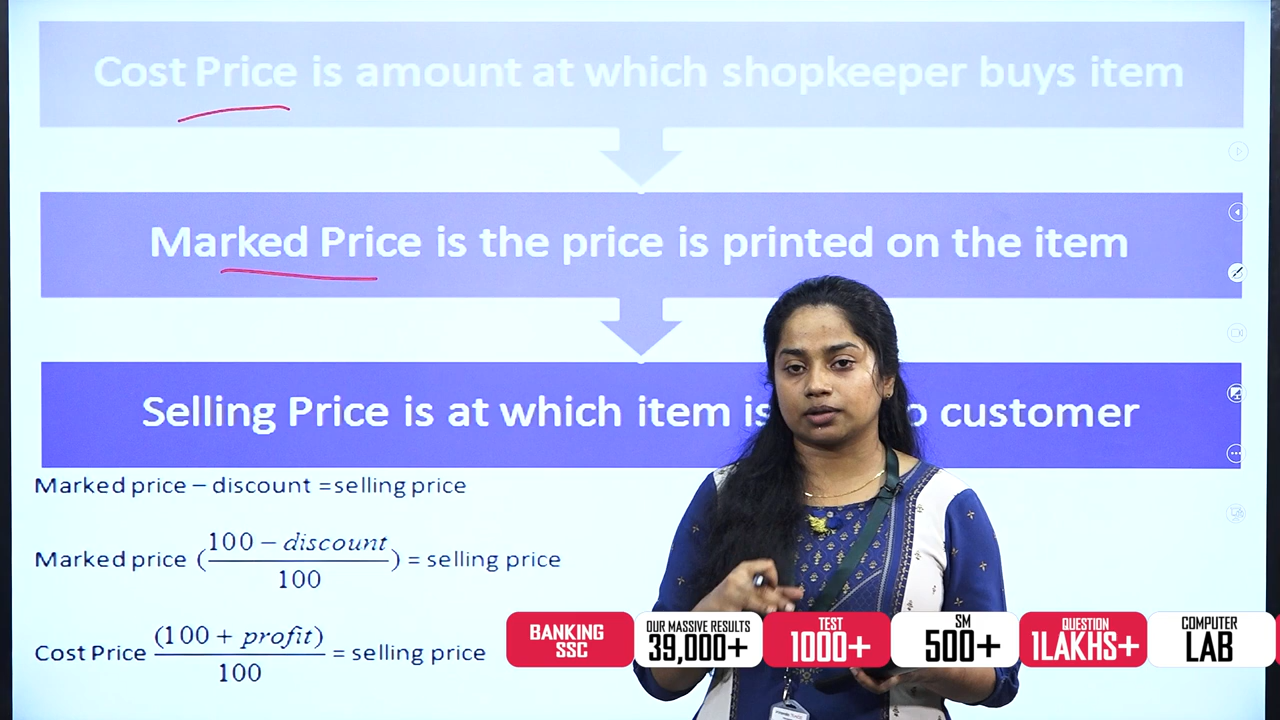 Cost Price is amount at which shopkeeper buys item
Marked Price is the price is printed on the item
Selling Price is at which item is o customer
Marked price – discount =selling price
Marked price (100 − discount / 100) = selling price
Cost Price (100 + profit) / 100 = selling price
BANKING SSC
OUR MASSIVE RESULTS 39,000+
TEST 1000+
SM 500+
QUESTION 1LAKHS+
COMPUTER LAB